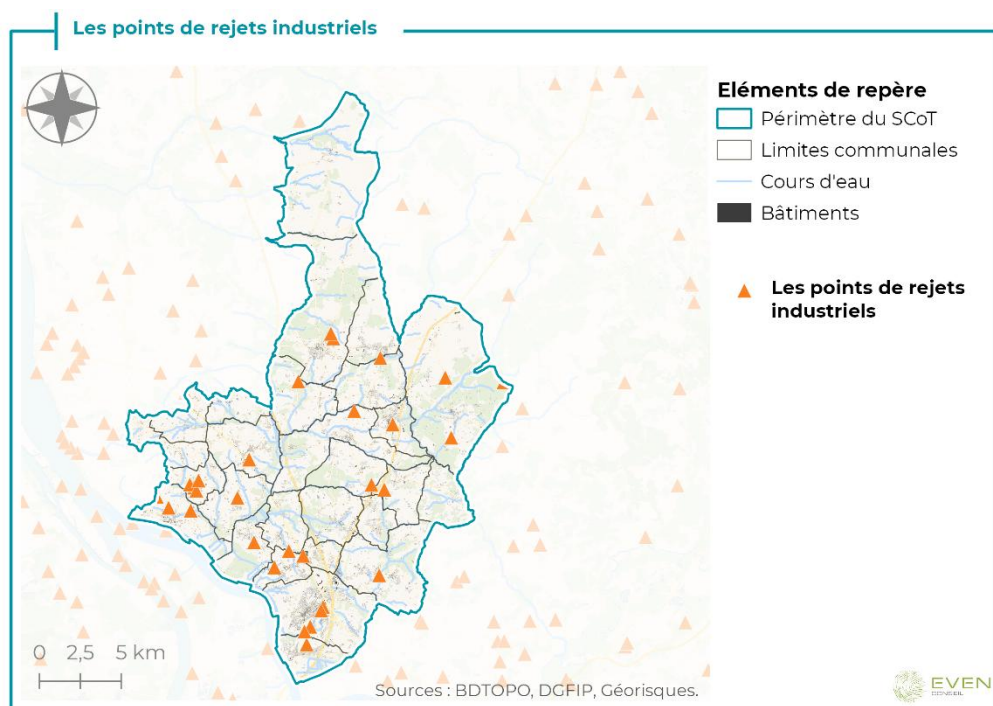 Les points de rejets industriels
Eléments de repère
Périmètre du SCoT
Limites communales
Cours d'eau
Bâtiments
Les points de rejets
industriels
0 2,5 5 km
Sources : BDTOPO, DGFIP, Géorisques.
EVEN
CONSEIL